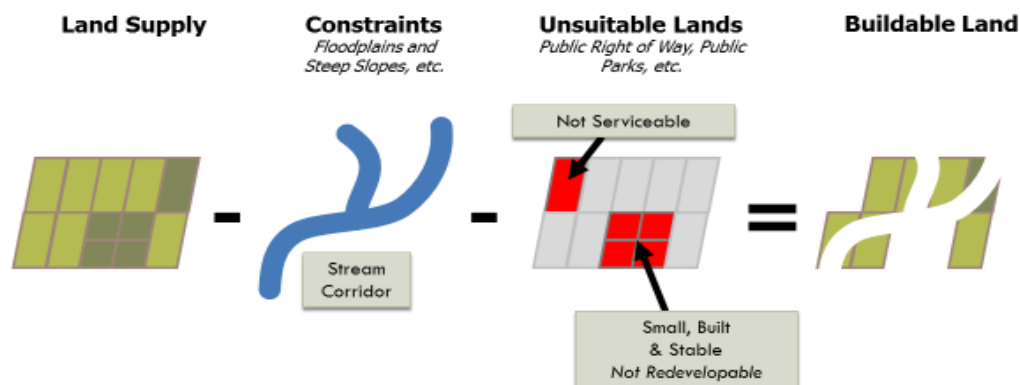 Land Supply
Constraints
Floodplains and
Steep Slopes, etc.
Unsuitable Lands
Public Right of Way, Public
Parks, etc.
Buildable Land
Not Serviceable
-
-
=
Stream
Corridor
Small, Built
& Stable
Not Redevelopable